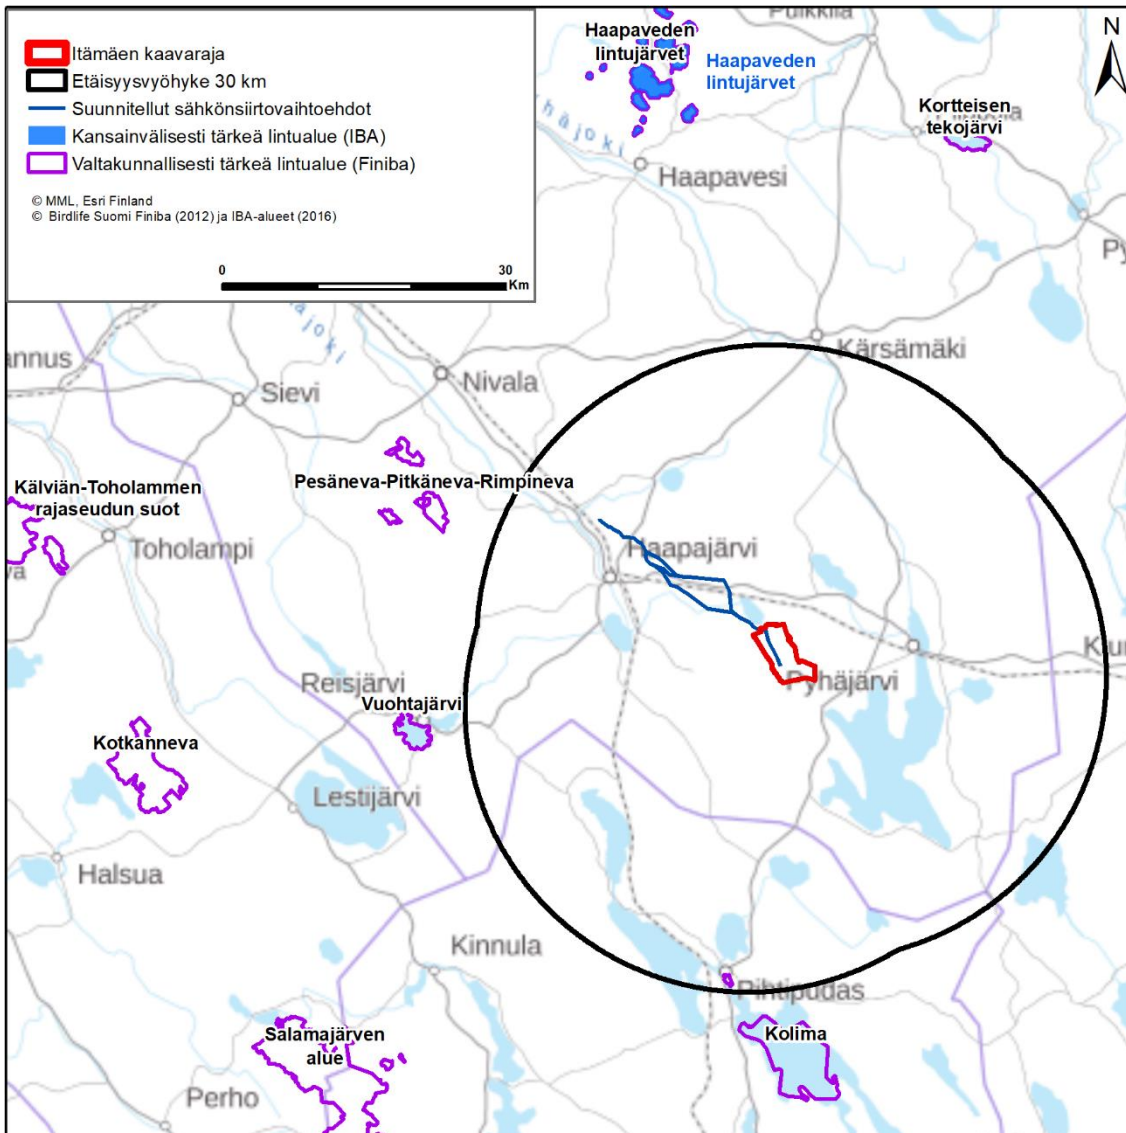 Itämäen kaavaraja
Etäisyysvyöhyke 30 km
Suunnitellut sähkönsiirtovaihtoehdot
Kansainvälisesti tärkeä lintualue (IBA)
Valtakunnallisesti tärkeä lintualue (Finiba)
© MML, Esri Finland
© Birdlife Suomi Finiba (2012) ja IBA-alueet (2016)
0
30
Km
N
Haapaveden
lintujärvet
Haapaveden
lintujärvet
Kortteisen
tekojärvi
Haapavesi
Kärsämäki
Nivala
Sievi
Pesäneva-Pitkäneva-Rimpineva
Kälviän-Toholammen
rajaseudun suot
Toholampi
Haapajärvi
Pyhäjärvi
Reisjärvi
Vuohtajärvi
Kotkanneva
Lestijärvi
Halsua
Kinnula
Pihtipudas
Salamajärven
alue
Kolima
Perho